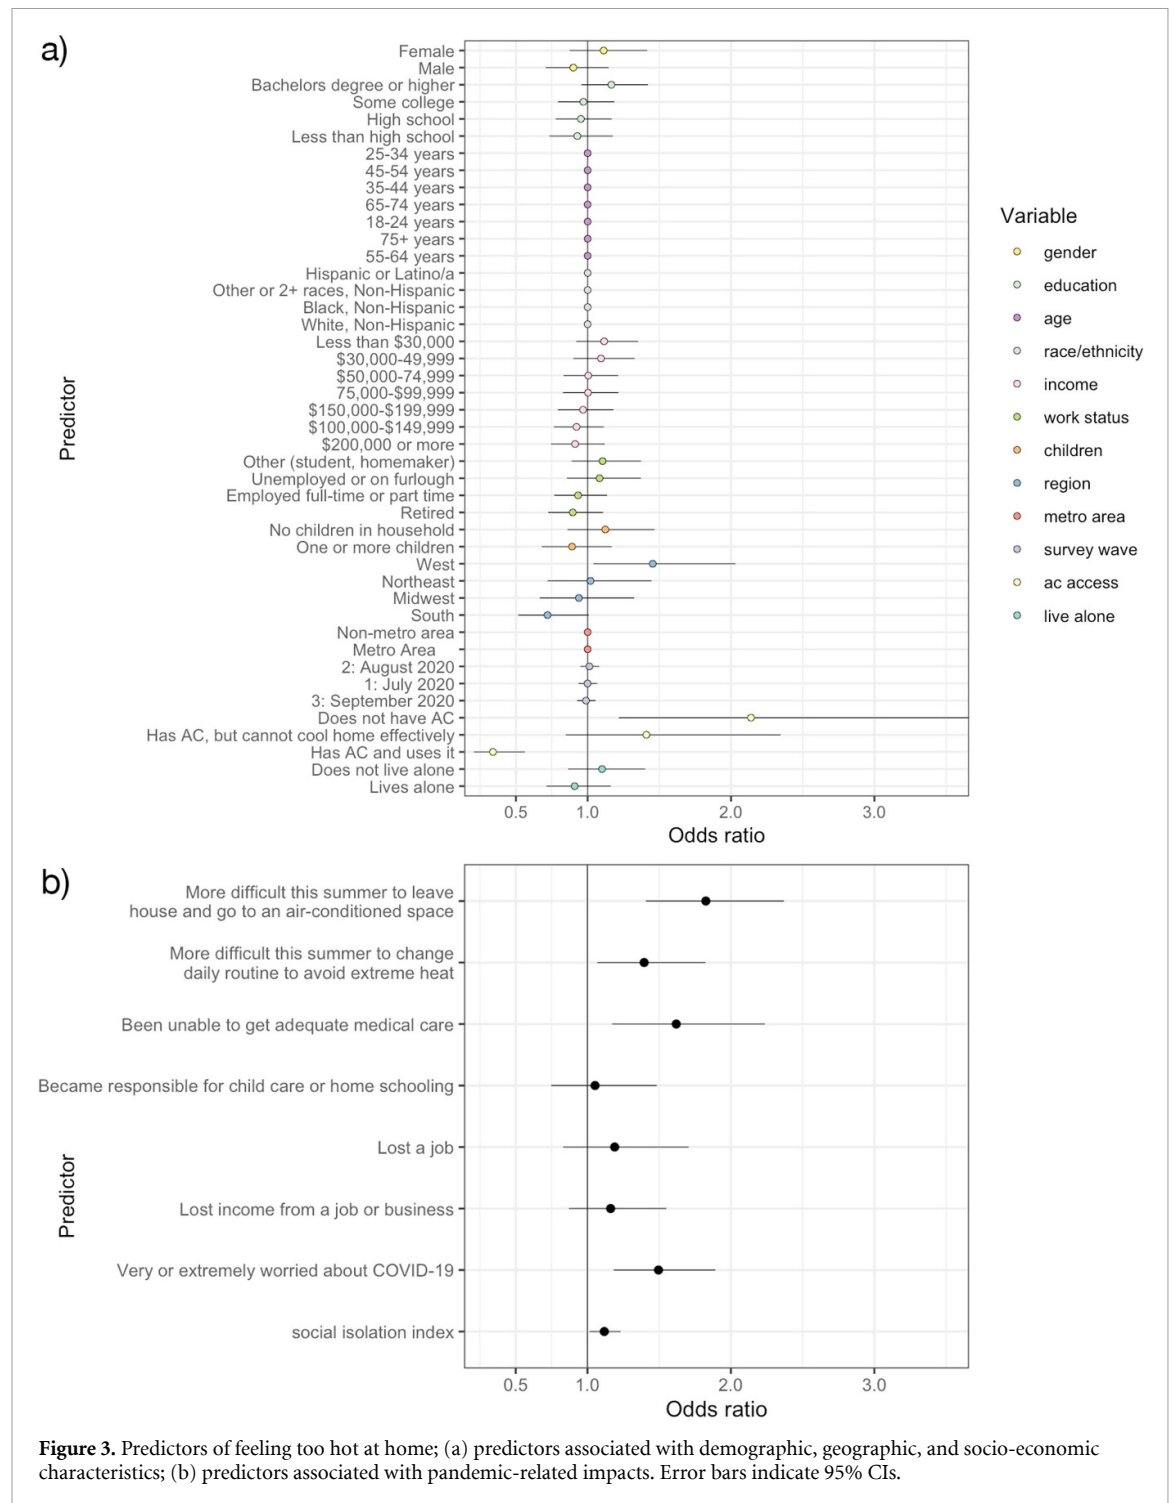 a)
Female
Male
Bachelors degree or higher
Some college
High school
Less than high school
25-34 years
45-54 years
35-44 years
65-74 years
18-24 years
75+ years
55-64 years
Hispanic or Latino/a
Other or 2+ races, Non-Hispanic
Black, Non-Hispanic
White, Non-Hispanic
Less than $30,000
$30,000-49,999
$50,000-74,999
75,000-$99,999
$150,000-$199,999
$100,000-$149,999
$200,000 or more
Other (student, homemaker)
Unemployed or on furlough
Employed full-time or part time
Retired
No children in household
One or more children
West
Northeast
Midwest
South
Non-metro area
Metro Area
2: August 2020
1: July 2020
3: September 2020
Does not have AC
Has AC, but cannot cool home effectively
Has AC and uses it
Does not live alone
Lives alone
Predictor
0.5 1.0 2.0 3.0
Odds ratio
Variable
gender
education
age
race/ethnicity
income
work status
children
region
metro area
survey wave
ac access
live alone
b)
More difficult this summer to leave
house and go to an air-conditioned space
More difficult this summer to change
daily routine to avoid extreme heat
Been unable to get adequate medical care
Became responsible for child care or home schooling
Lost a job
Lost income from a job or business
Very or extremely worried about COVID-19
social isolation index
Predictor
0.5 1.0 2.0 3.0
Odds ratio
Figure 3. Predictors of feeling too hot at home; (a) predictors associated with demographic, geographic, and socio-economic
characteristics; (b) predictors associated with pandemic-related impacts. Error bars indicate 95% CIs.